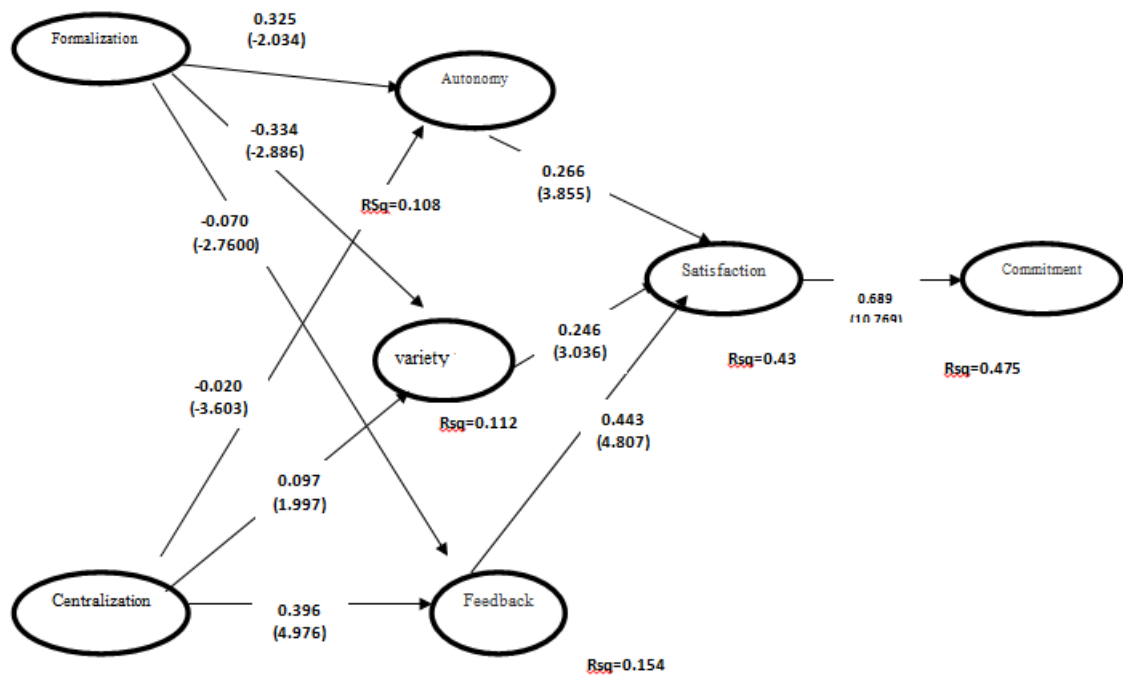 Formalization
0.325
(-2.034)
Autonomy
-0.334
(-2.886)
0.266
(3.855)
RSq=0.108
-0.070
(-2.7600)
Satisfaction
Commitment
0.689
(10.769)
variety
0.246
(3.036)
Rsq=0.43
Rsq=0.475
-0.020
(-3.603)
Rsq=0.112
0.443
(4.807)
0.097
(1.997)
Centralization
0.396
(4.976)
Feedback
Rsq=0.154